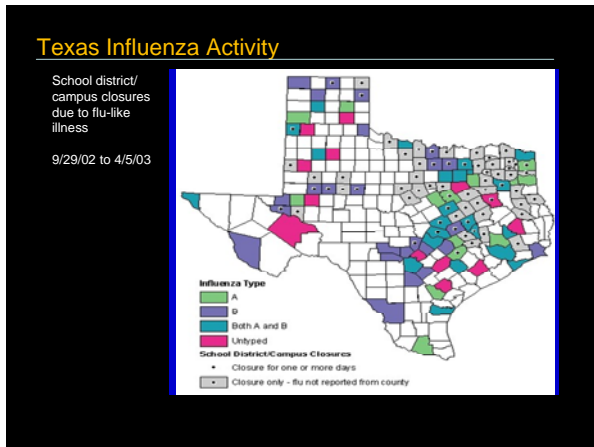 Texas Influenza Activity
School district/
campus closures
due to flu-like
illness
9/29/02 to 4/5/03
Influenza Type
A
B
Both A and B
Untyped
School District/Campus Closures
Closure for one or more days
Closure only - flu not reported from county